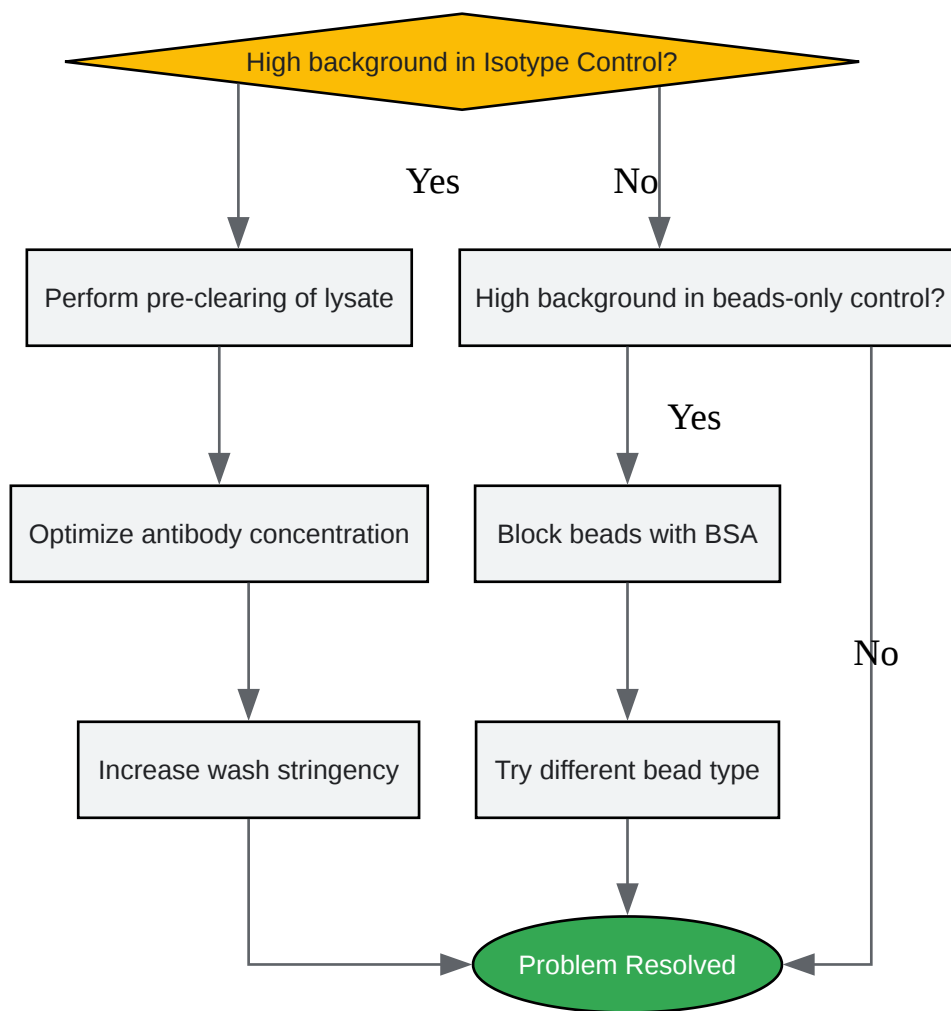 High background in Isotype Control?
Yes
No
Perform pre-clearing of lysate
High background in beads-only control?
Yes
Optimize antibody concentration
Block beads with BSA
No
Increase wash stringency
Try different bead type
Problem Resolved